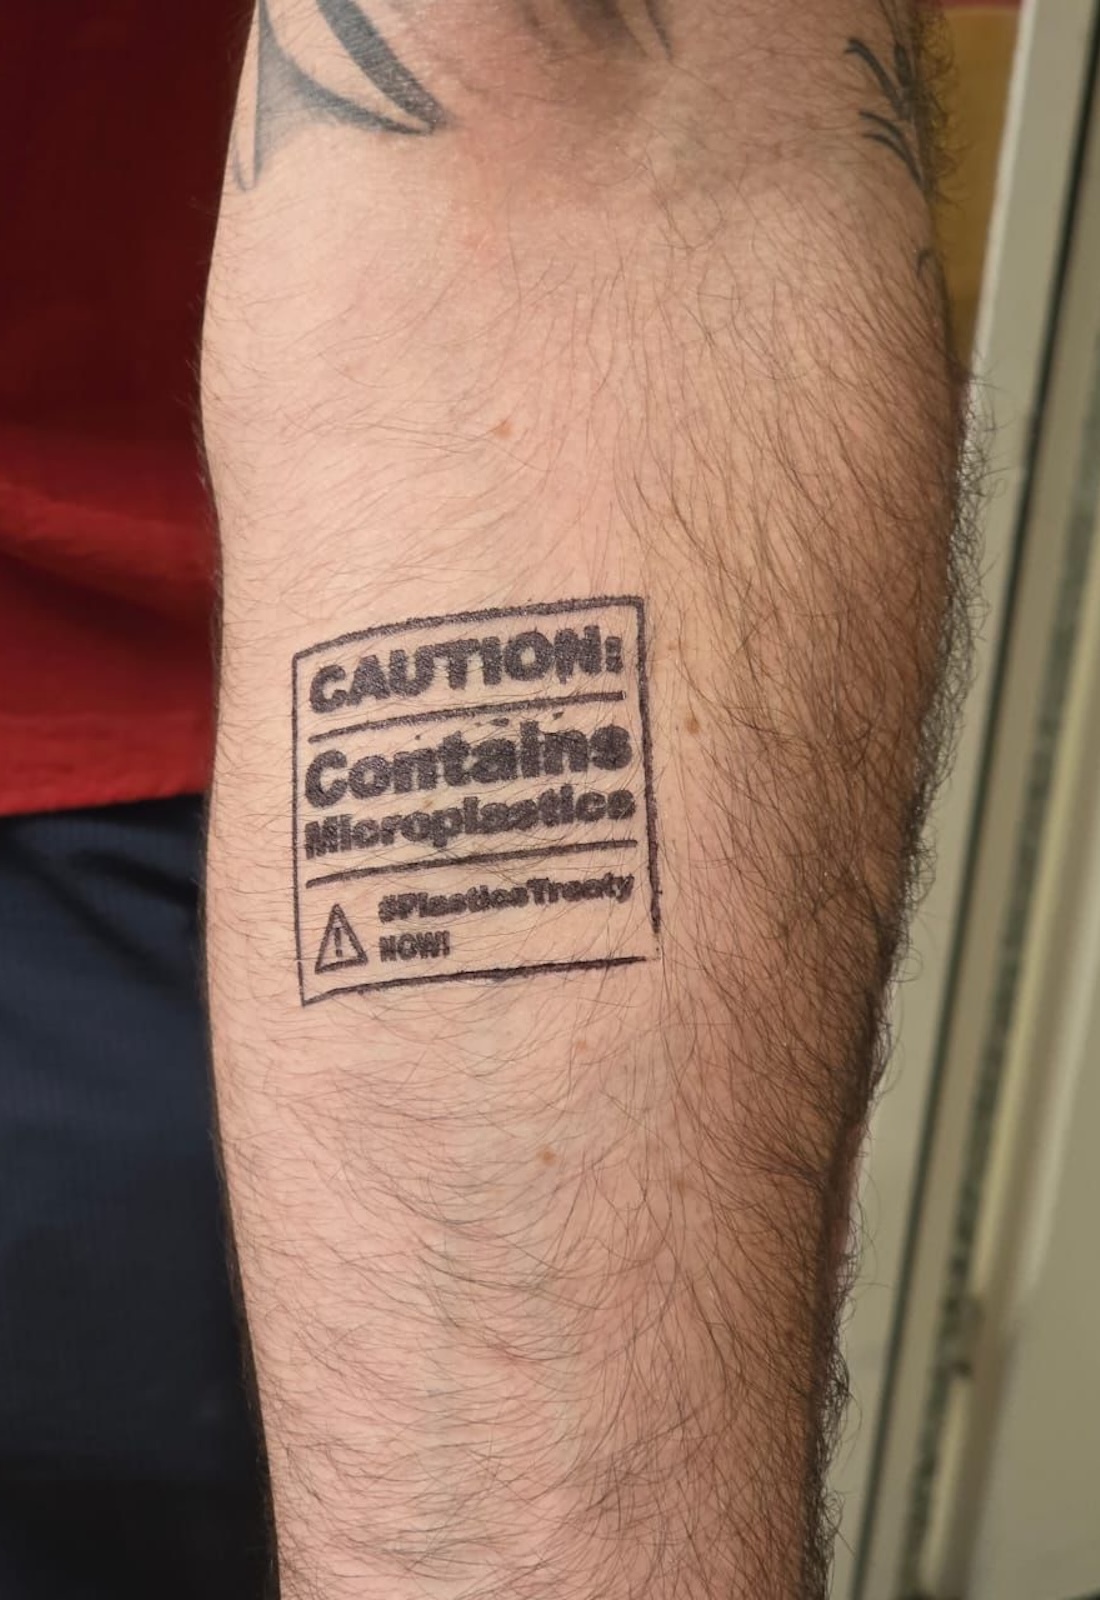 CAUTION:
Contains
Microplastics
#PlasticsTreaty
NOW!